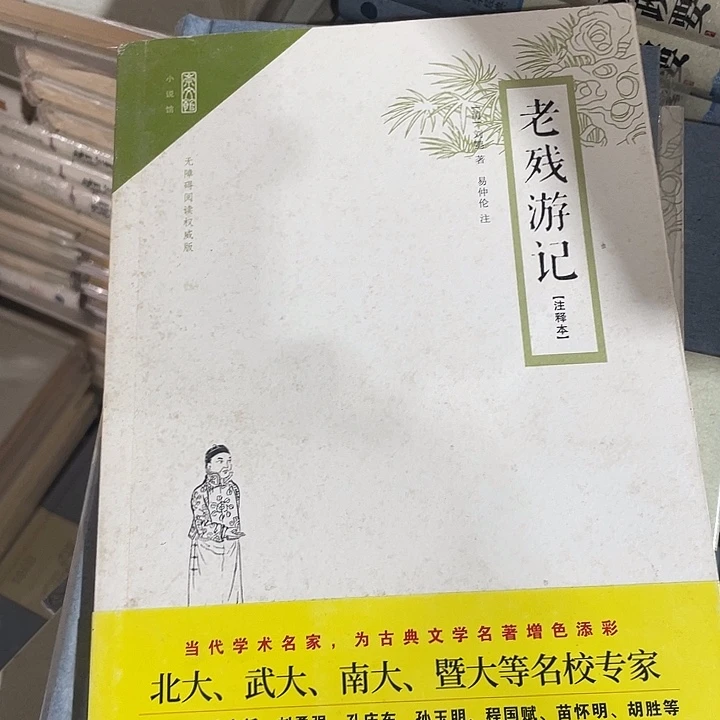 小说馆
无障碍阅读权威版
老残游记
【注释本】
著 易仲伦 注
当代学术名家，为古典文学名著增色添彩
北大、武大、南大、暨大等名校专家
孔庆东、孙玉明、程国赋、苗怀明、胡胜等